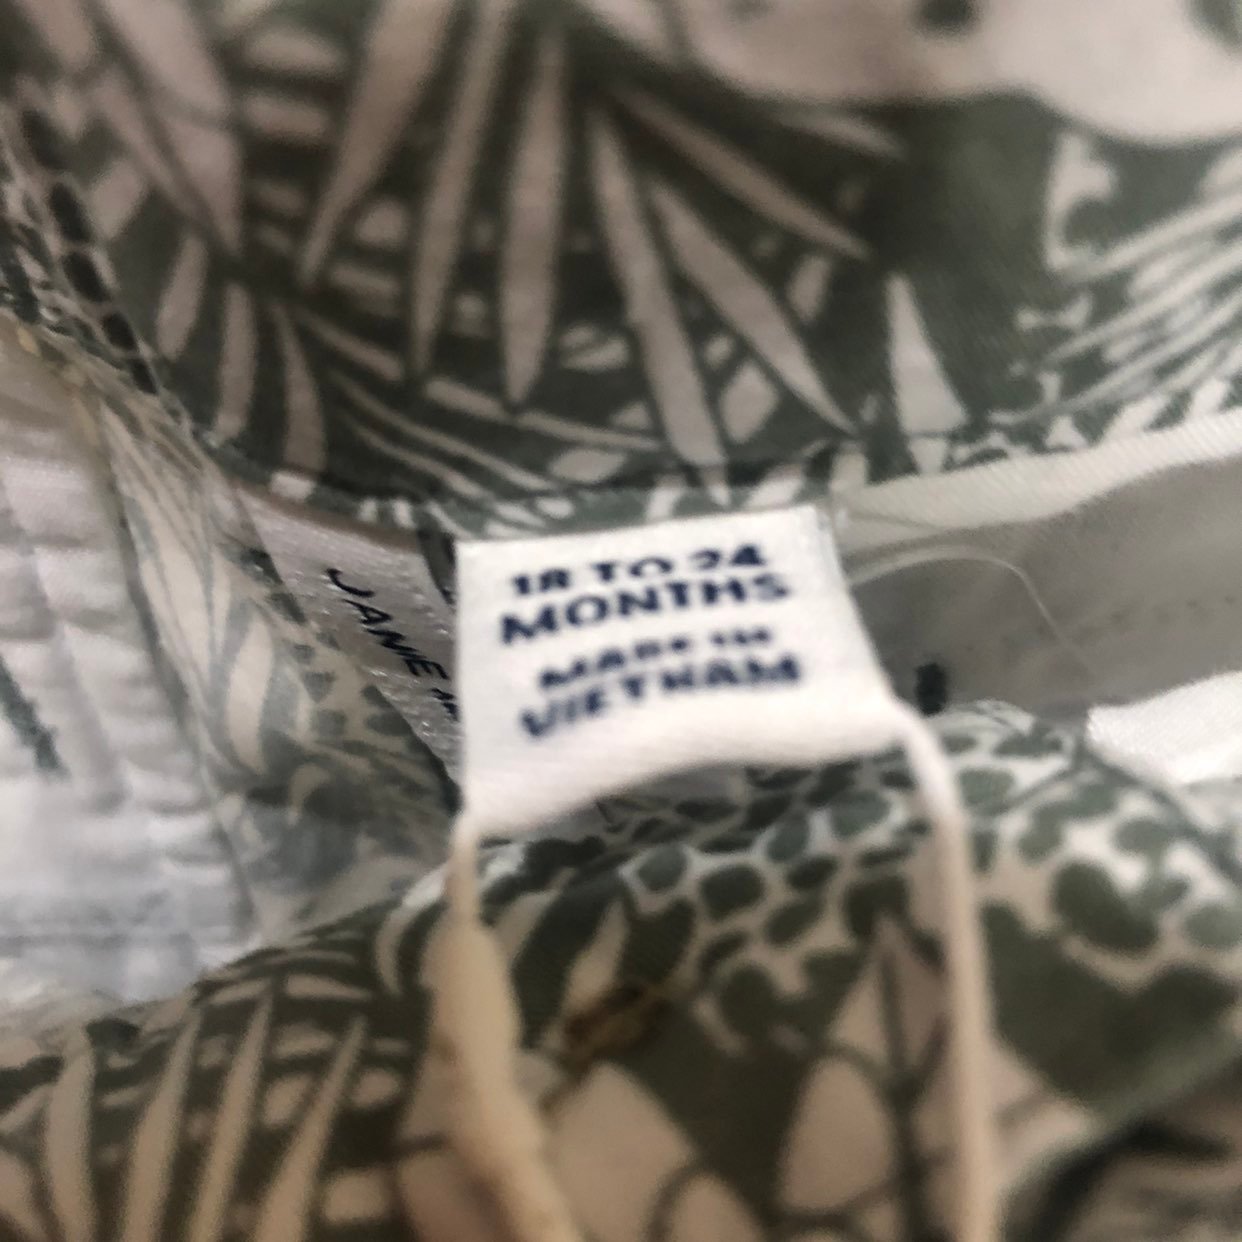 18 TO 24
MONTHS
MADE IN
VIETNAM
JANIE